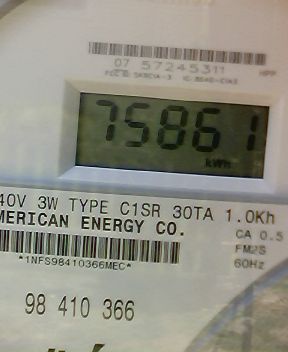 07 57245311 HPP
75861
kWh
40V 3W TYPE C1SR 30TA 1.0Kh
MERICAN ENERGY CO. CA 0.5
FM2S
*1NFS98410366MEC* 60Hz
98 410 366